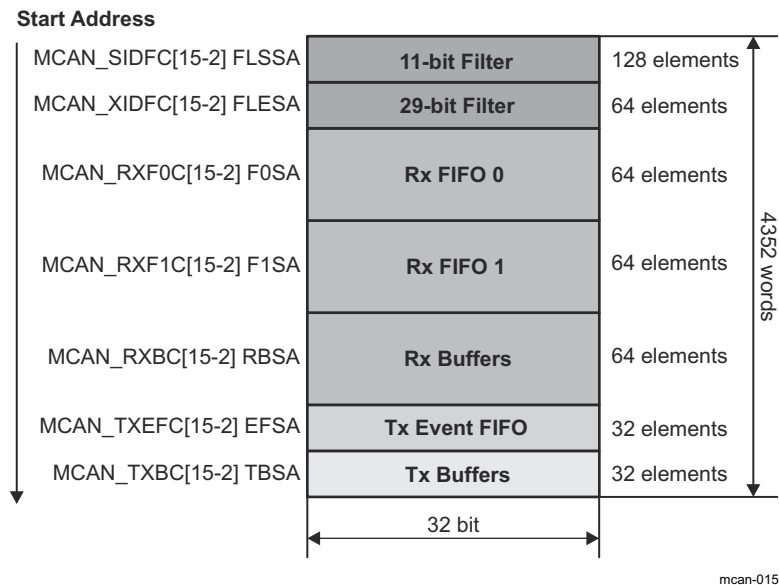 Start Address
MCAN_SIDFC[15-2] FLSSA 11-bit Filter 128 elements
MCAN_XIDFC[15-2] FLESA 29-bit Filter 64 elements
MCAN_RXF0C[15-2] F0SA Rx FIFO 0 64 elements
MCAN_RXF1C[15-2] F1SA Rx FIFO 1 64 elements
4352 words
MCAN_RXBC[15-2] RBSA Rx Buffers 64 elements
MCAN_TXEFC[15-2] EFSA Tx Event FIFO 32 elements
MCAN_TXBC[15-2] TBSA Tx Buffers 32 elements
32 bit
mcan-015